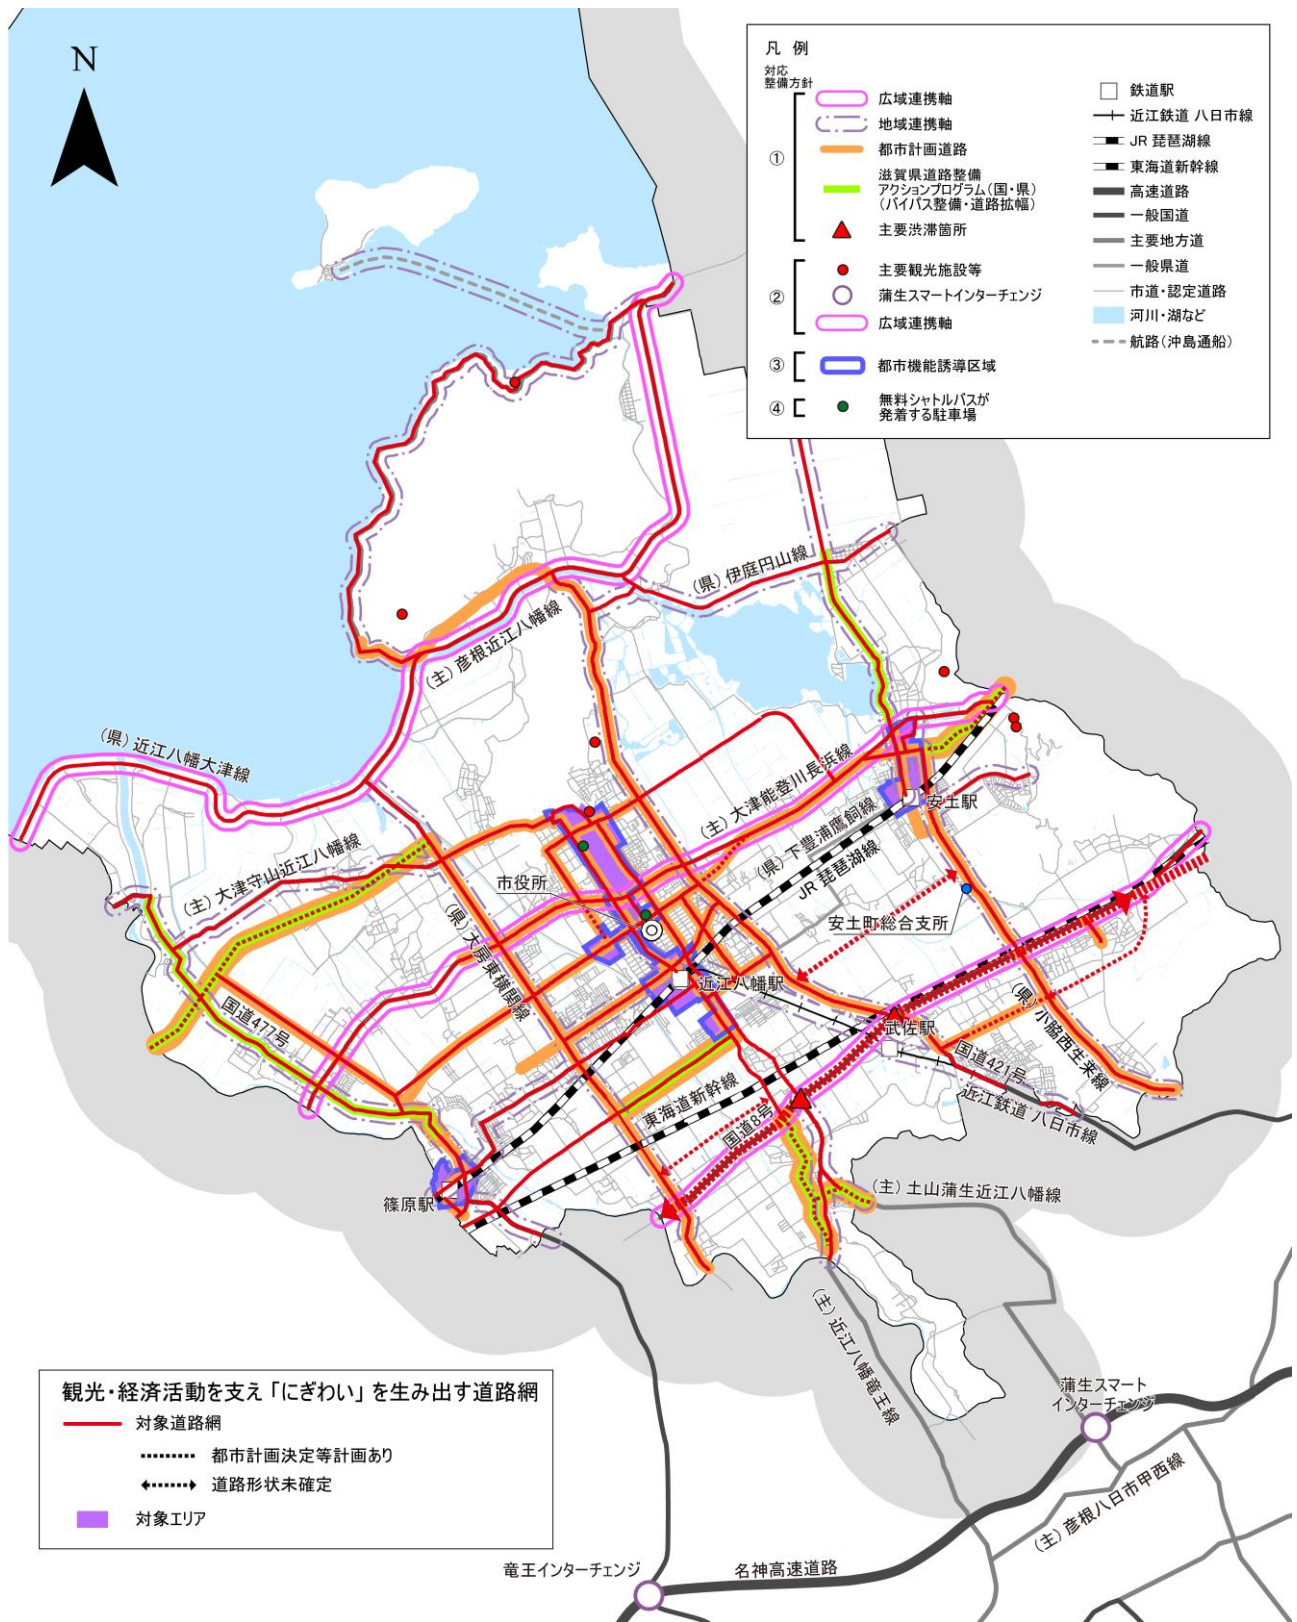 N
凡 例
対応
整備方針
①
広域連携軸
地域連携軸
都市計画道路
滋賀県道路整備
アクションプログラム(国・県)
(バイパス整備・道路拡幅)
主要渋滞箇所
②
主要観光施設等
蒲生スマートインターチェンジ
広域連携軸
③
都市機能誘導区域
④
無料シャトルバスが
発着する駐車場
鉄道駅
近江鉄道 八日市線
JR 琵琶湖線
東海道新幹線
高速道路
一般国道
主要地方道
一般県道
市道・認定道路
河川・湖など
航路(沖島通船)
(県)伊庭円山線
(主)彦根近江八幡線
(県)近江八幡大津線
(主)大津能登川長浜線
(県)下豊浦鷹飼線
JR 琵琶湖線
安土駅
(主)大津守山近江八幡線
市役所
(県)大房東横関線
安土町総合支所
近江八幡駅
国道477号
武佐駅
国道421号
(県)小脇西生来線
近江鉄道 八日市線
東海道新幹線
国道8号
篠原駅
(主)土山蒲生近江八幡線
(主)近江八幡竜王線
蒲生スマート
インターチェンジ
(主)彦根八日市甲西線
名神高速道路
竜王インターチェンジ
観光・経済活動を支え「にぎわい」を生み出す道路網
対象道路網
都市計画決定等計画あり
道路形状未確定
対象エリア